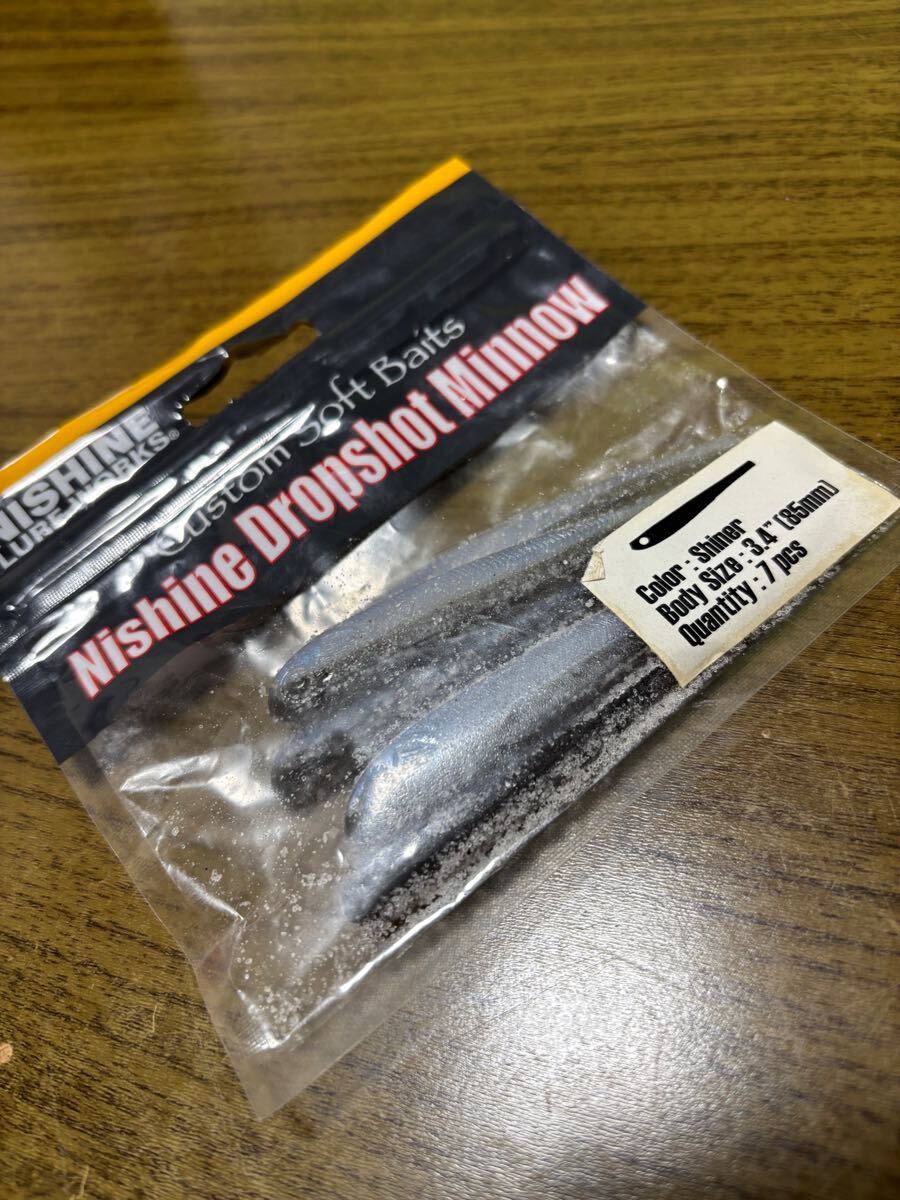 NISHINE
LURE WORKS®
Custom Soft Baits
Nishine Dropshot Minnow
Color : Shiner
Body Size : 3.4" (85mm)
Quantity : 7 pcs